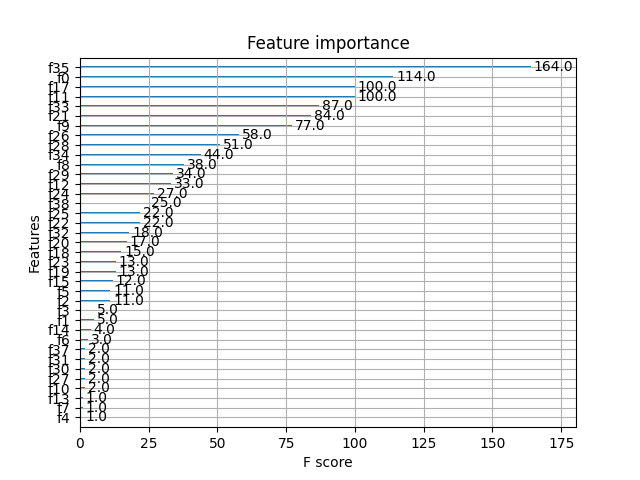 Feature importance
f35 164.0
f0 114.0
f17 100.0
f11 100.0
f33 87.0
f21 84.0
f9 77.0
f26 58.0
f28 51.0
f34 44.0
f8 38.0
f29 34.0
f12 33.0
f24 27.0
f38 25.0
f25 22.0
f22 22.0
f32 18.0
f20 17.0
f18 15.0
f23 13.0
f19 13.0
f15 12.0
f5 11.0
f2 11.0
f3 5.0
f1 5.0
f14 4.0
f6 3.0
f37 2.0
f31 2.0
f30 2.0
f27 2.0
f10 2.0
f13 1.0
f7 1.0
f4 1.0
0 25 50 75 100 125 150 175
F score
Features